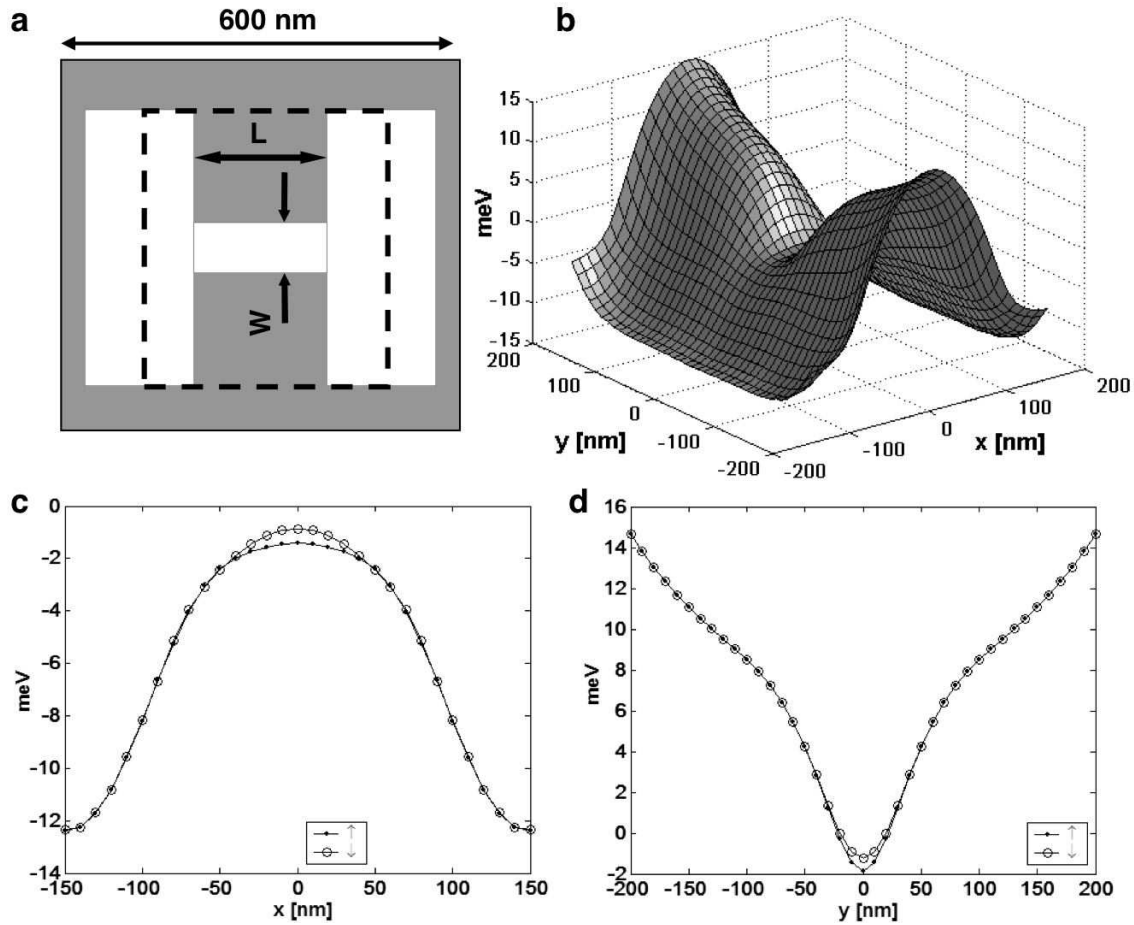 a
600 nm
L
W
b
15
10
5
0
-5
-10
-15
meV
200
100
0
-100
-200
y [nm]
-200
-100
0
100
200
x [nm]
c
0
-2
-4
-6
-8
-10
-12
-14
meV
-150 -100 -50 0 50 100 150
x [nm]
↑
↓
d
16
14
12
10
8
6
4
2
0
-2
meV
-200 -150 -100 -50 0 50 100 150 200
y [nm]
↑
↓